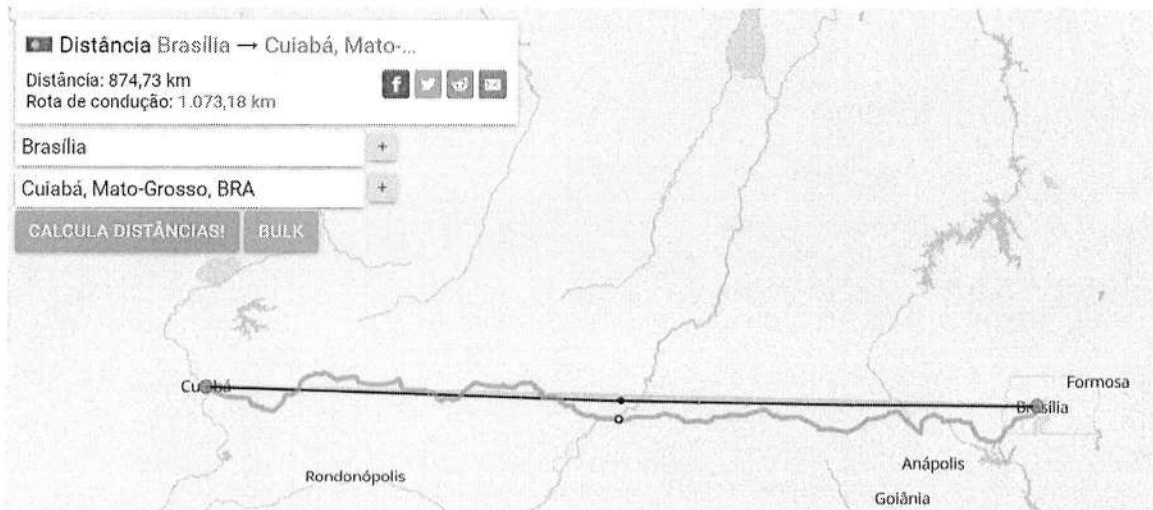 Distância Brasília → Cuiabá, Mato-...
Distância: 874,73 km
Rota de condução: 1.073,18 km
Brasília
+
Cuiabá, Mato-Grosso, BRA
+
CALCULA DISTÂNCIAS!
BULK
Cuiabá
Formosa
Brasília
Anápolis
Rondonópolis
Goiânia